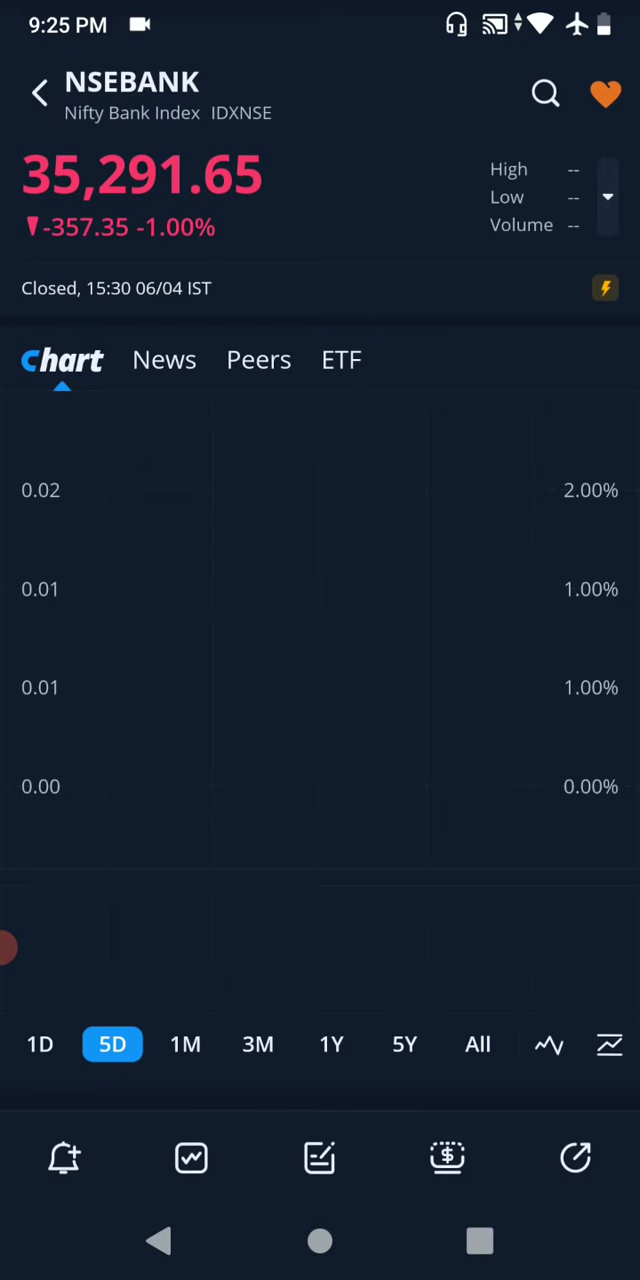 9:25 PM
NSEBANK
Nifty Bank Index IDXNSE
35,291.65
-357.35 -1.00%
High --
Low --
Volume --
Closed, 15:30 06/04 IST
Chart News Peers ETF
0.02 2.00%
0.01 1.00%
0.01 1.00%
0.00 0.00%
1D 5D 1M 3M 1Y 5Y All